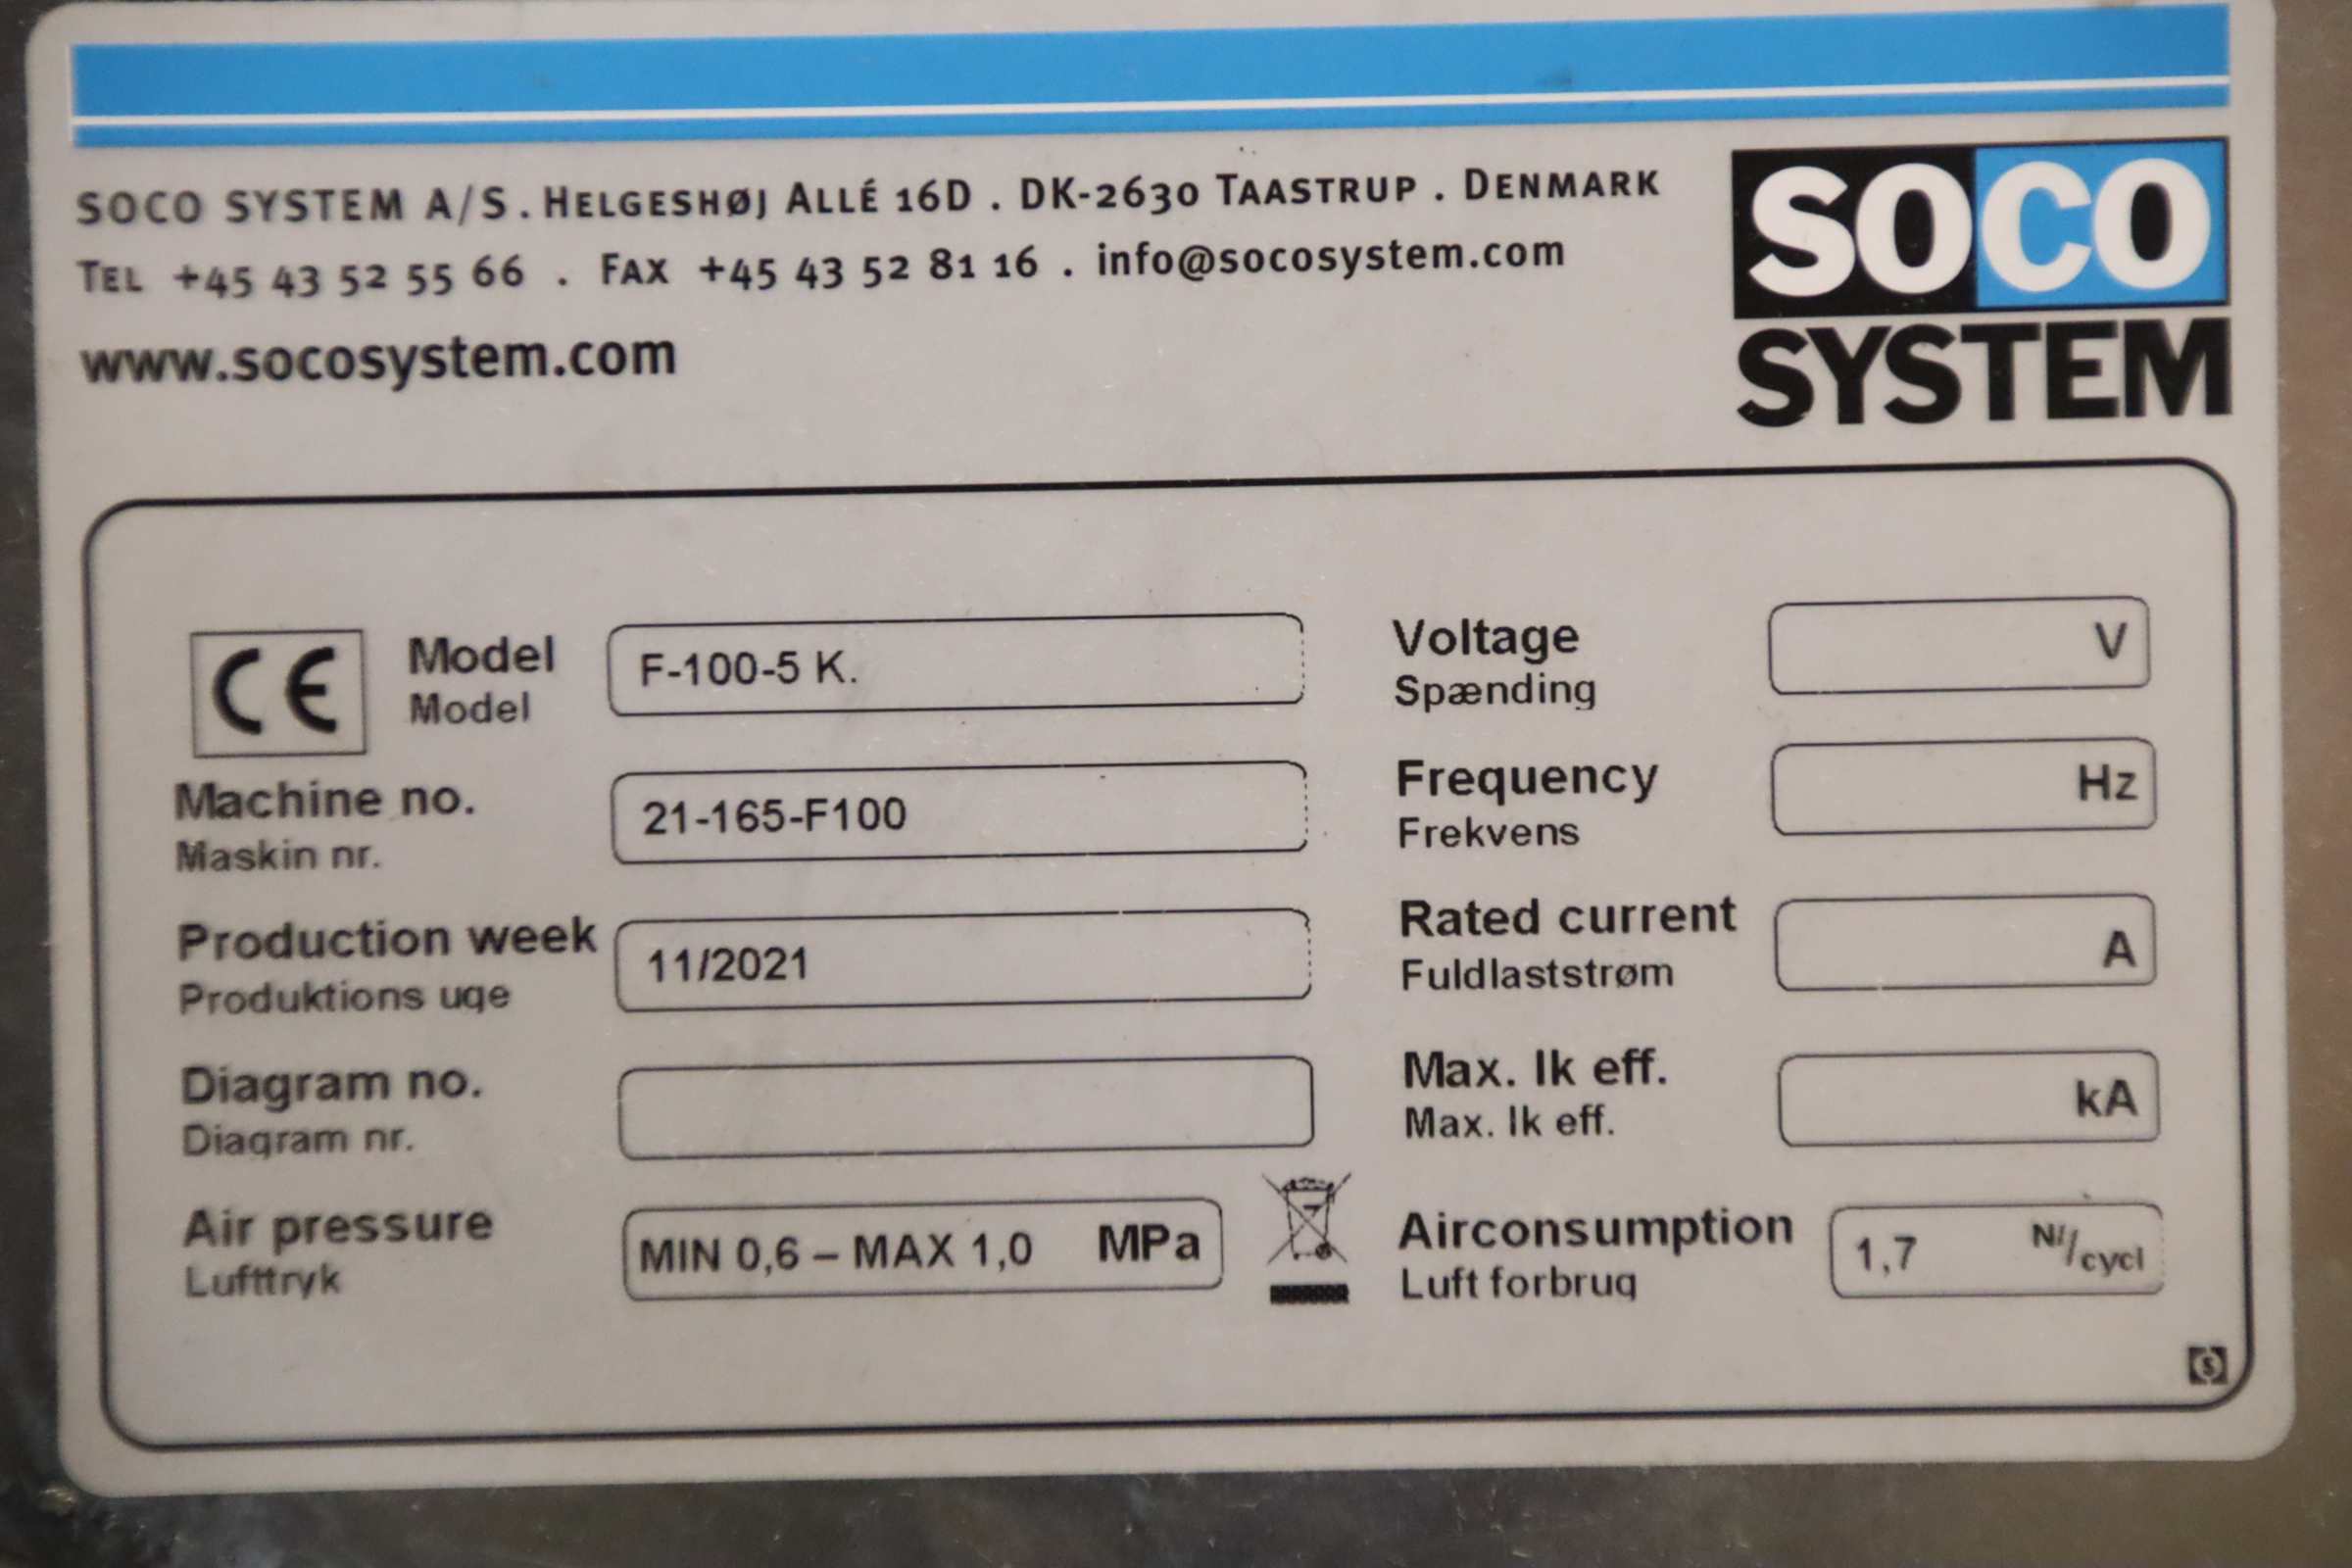 SOCO SYSTEM A/S . HELGESHØJ ALLÉ 16D . DK-2630 TAASTRUP . DENMARK
TEL +45 43 52 55 66 . FAX +45 43 52 81 16 . info@socosystem.com
www.socosystem.com
SOCO
SYSTEM
CE
Model
Model
F-100-5 K.
Voltage
Spænding
V
Machine no.
Maskin nr.
21-165-F100
Frequency
Frekvens
Hz
Production week
Produktions uge
11/2021
Rated current
Fuldlaststrøm
A
Diagram no.
Diagram nr.
Max. Ik eff.
Max. Ik eff.
kA
Air pressure
Lufttryk
MIN 0,6 – MAX 1,0 MPa
Airconsumption
Luft forbrug
1,7 Nl/cycl
S